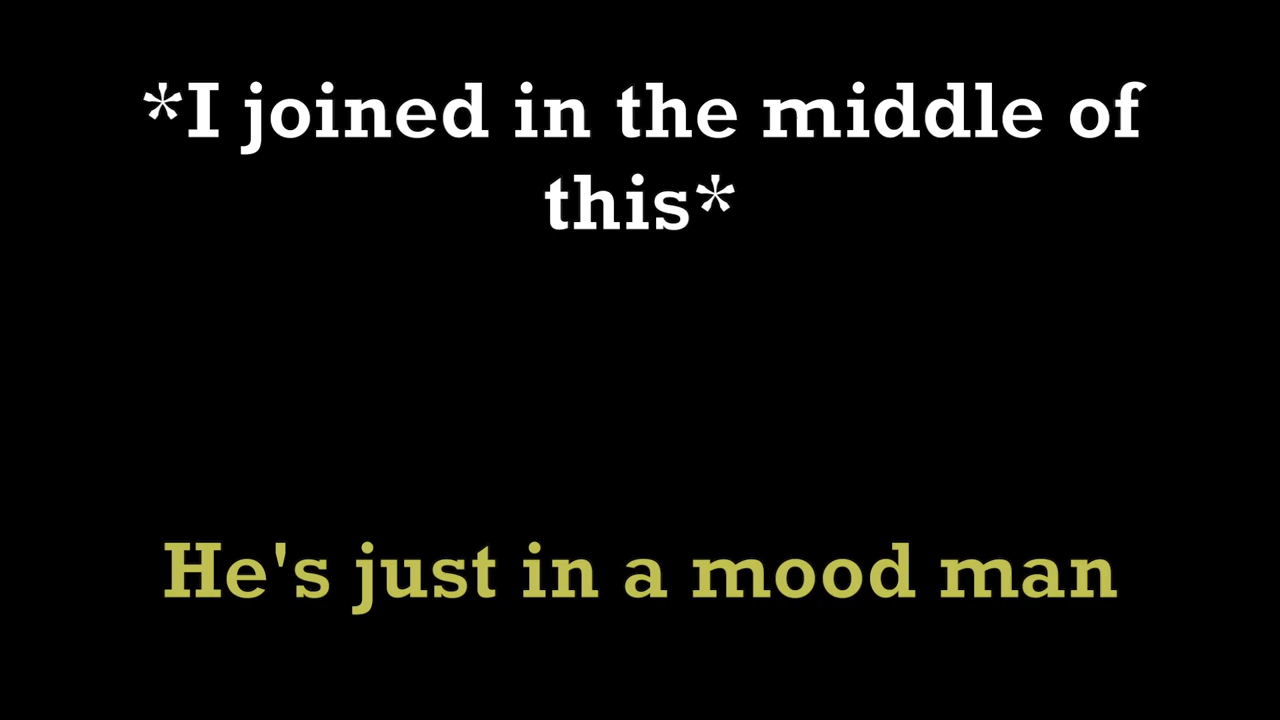 *I joined in the middle of
this*
He's just in a mood man